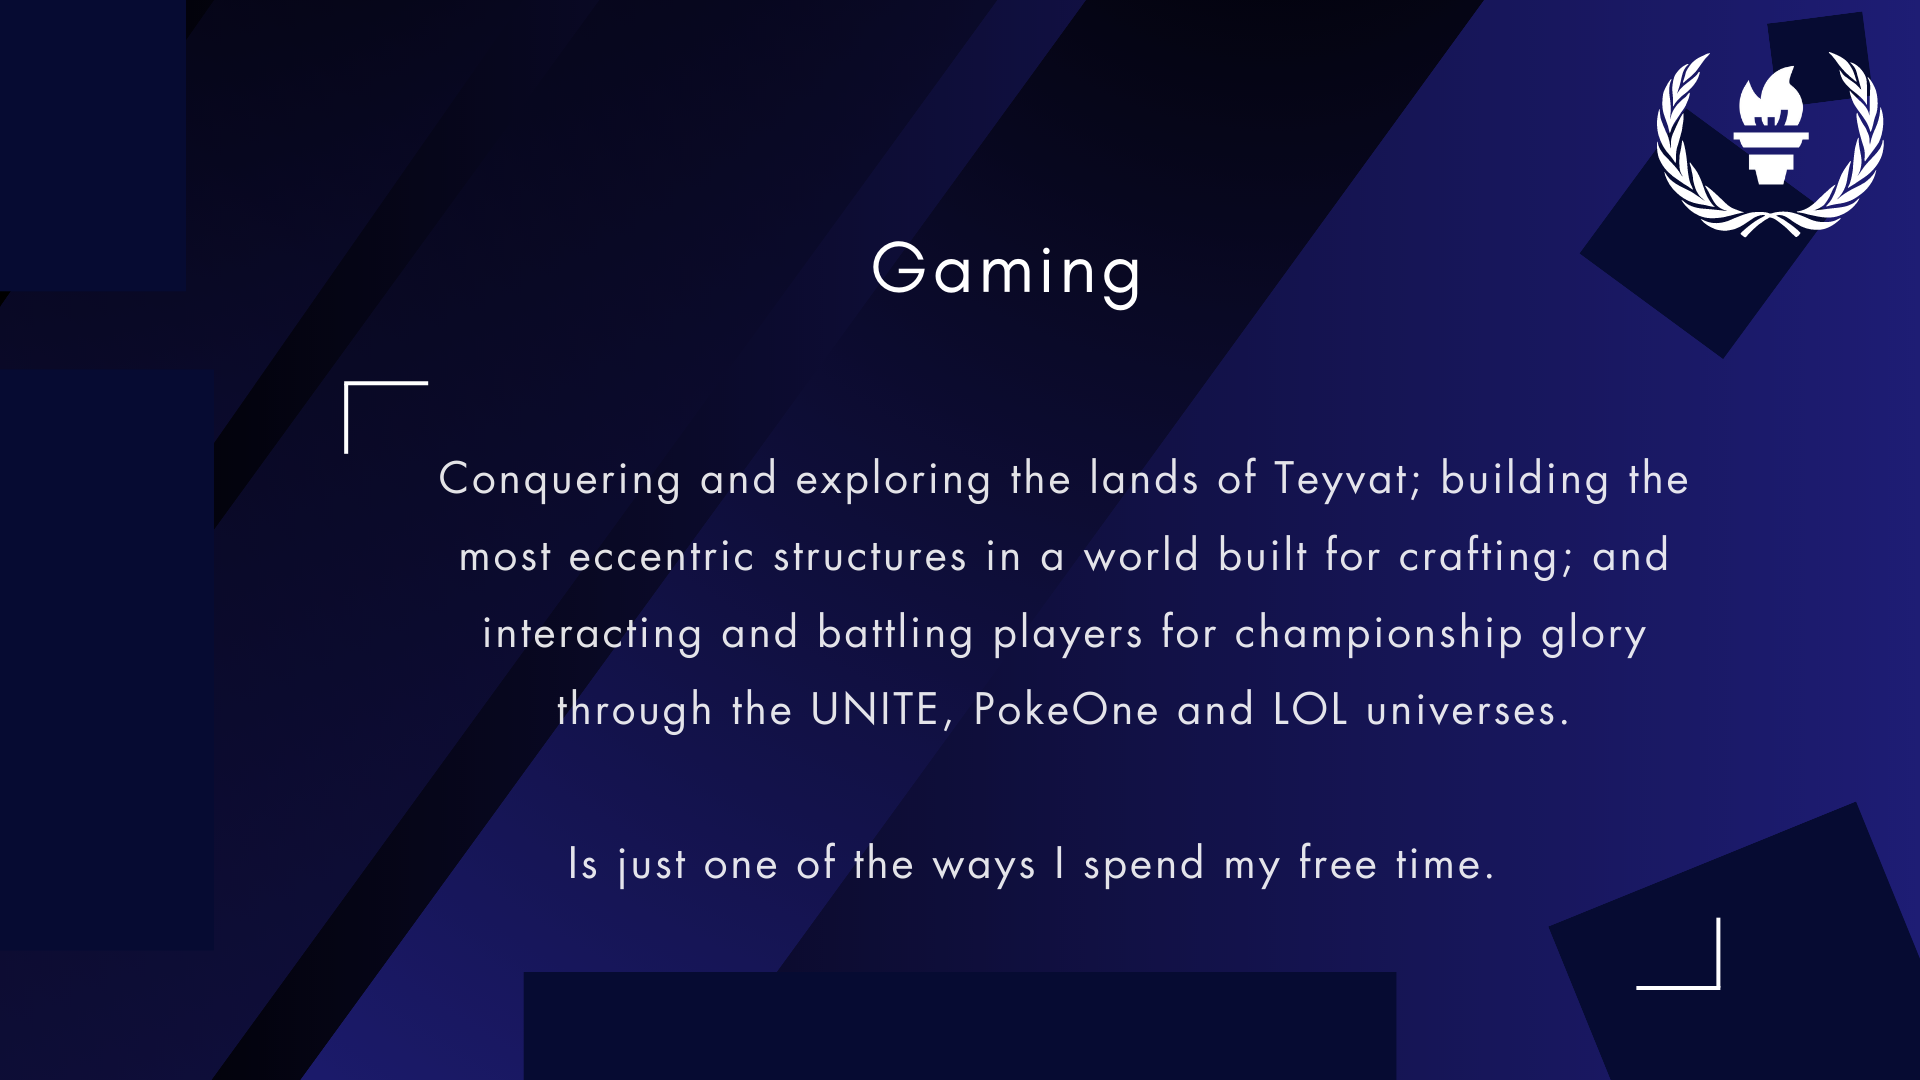 Gaming
Conquering and exploring the lands of Teyvat; building the
most eccentric structures in a world built for crafting; and
interacting and battling players for championship glory
through the UNITE, PokeOne and LOL universes.
Is just one of the ways I spend my free time.